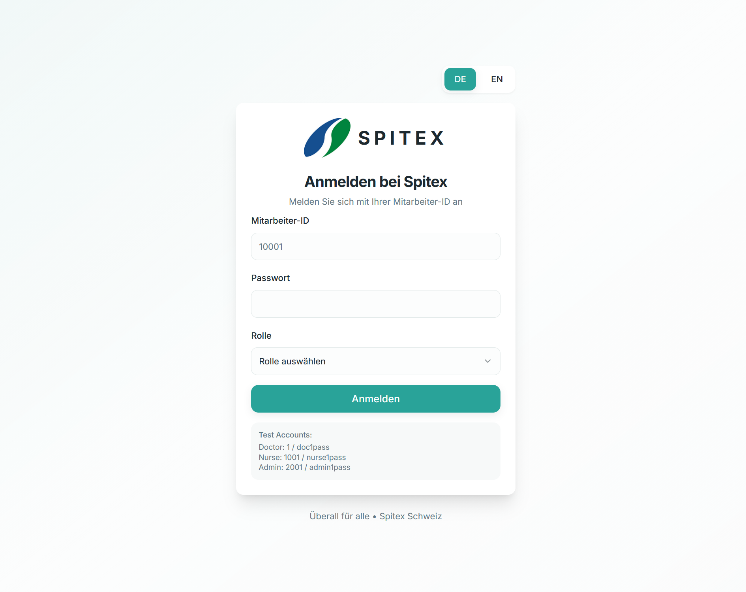 DE EN
SPITEX
Anmelden bei Spitex
Melden Sie sich mit Ihrer Mitarbeiter-ID an
Mitarbeiter-ID
10001
Passwort
Rolle
Rolle auswählen
Anmelden
Test Accounts:
Doctor: 1 / doc1pass
Nurse: 1001 / nurse1pass
Admin: 2001 / admin1pass
Überall für alle • Spitex Schweiz